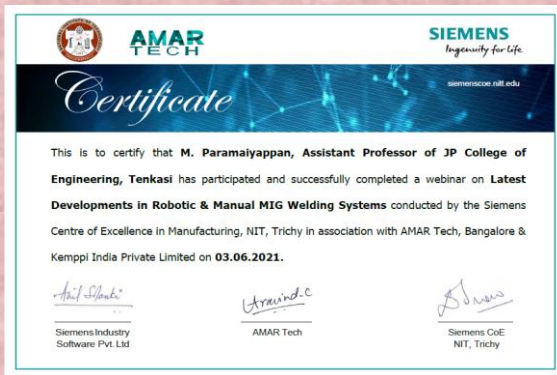 AMAR
TECH
SIEMENS
Ingenuity for life
Certificate
siemenscoe.nitt.edu
This is to certify that M. Paramaiyappan, Assistant Professor of JP College of
Engineering, Tenkasi has participated and successfully completed a webinar on Latest
Developments in Robotic & Manual MIG Welding Systems conducted by the Siemens
Centre of Excellence in Manufacturing, NIT, Trichy in association with AMAR Tech, Bangalore &
Kemppi India Private Limited on 03.06.2021.
Aravind.C
Siemens Industry
Software Pvt. Ltd
AMAR Tech
Siemens CoE
NIT, Trichy